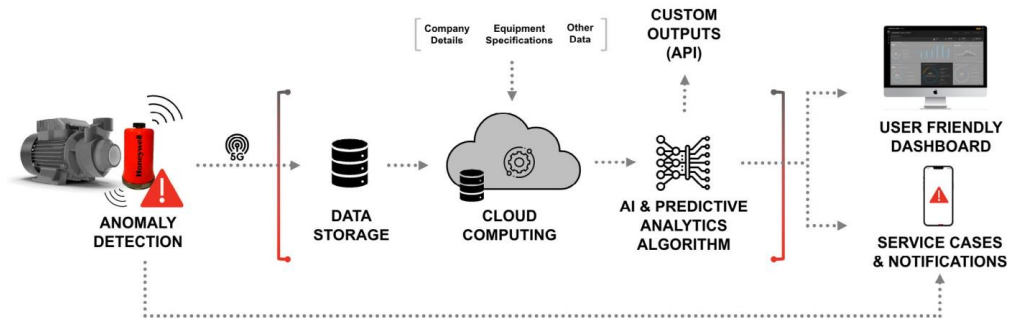 Company
Details
Equipment
Specifications
Other
Data
CUSTOM
OUTPUTS
(API)
Honeywell
5G
ANOMALY
DETECTION
DATA
STORAGE
CLOUD
COMPUTING
AI & PREDICTIVE
ANALYTICS
ALGORITHM
USER FRIENDLY
DASHBOARD
SERVICE CASES
& NOTIFICATIONS